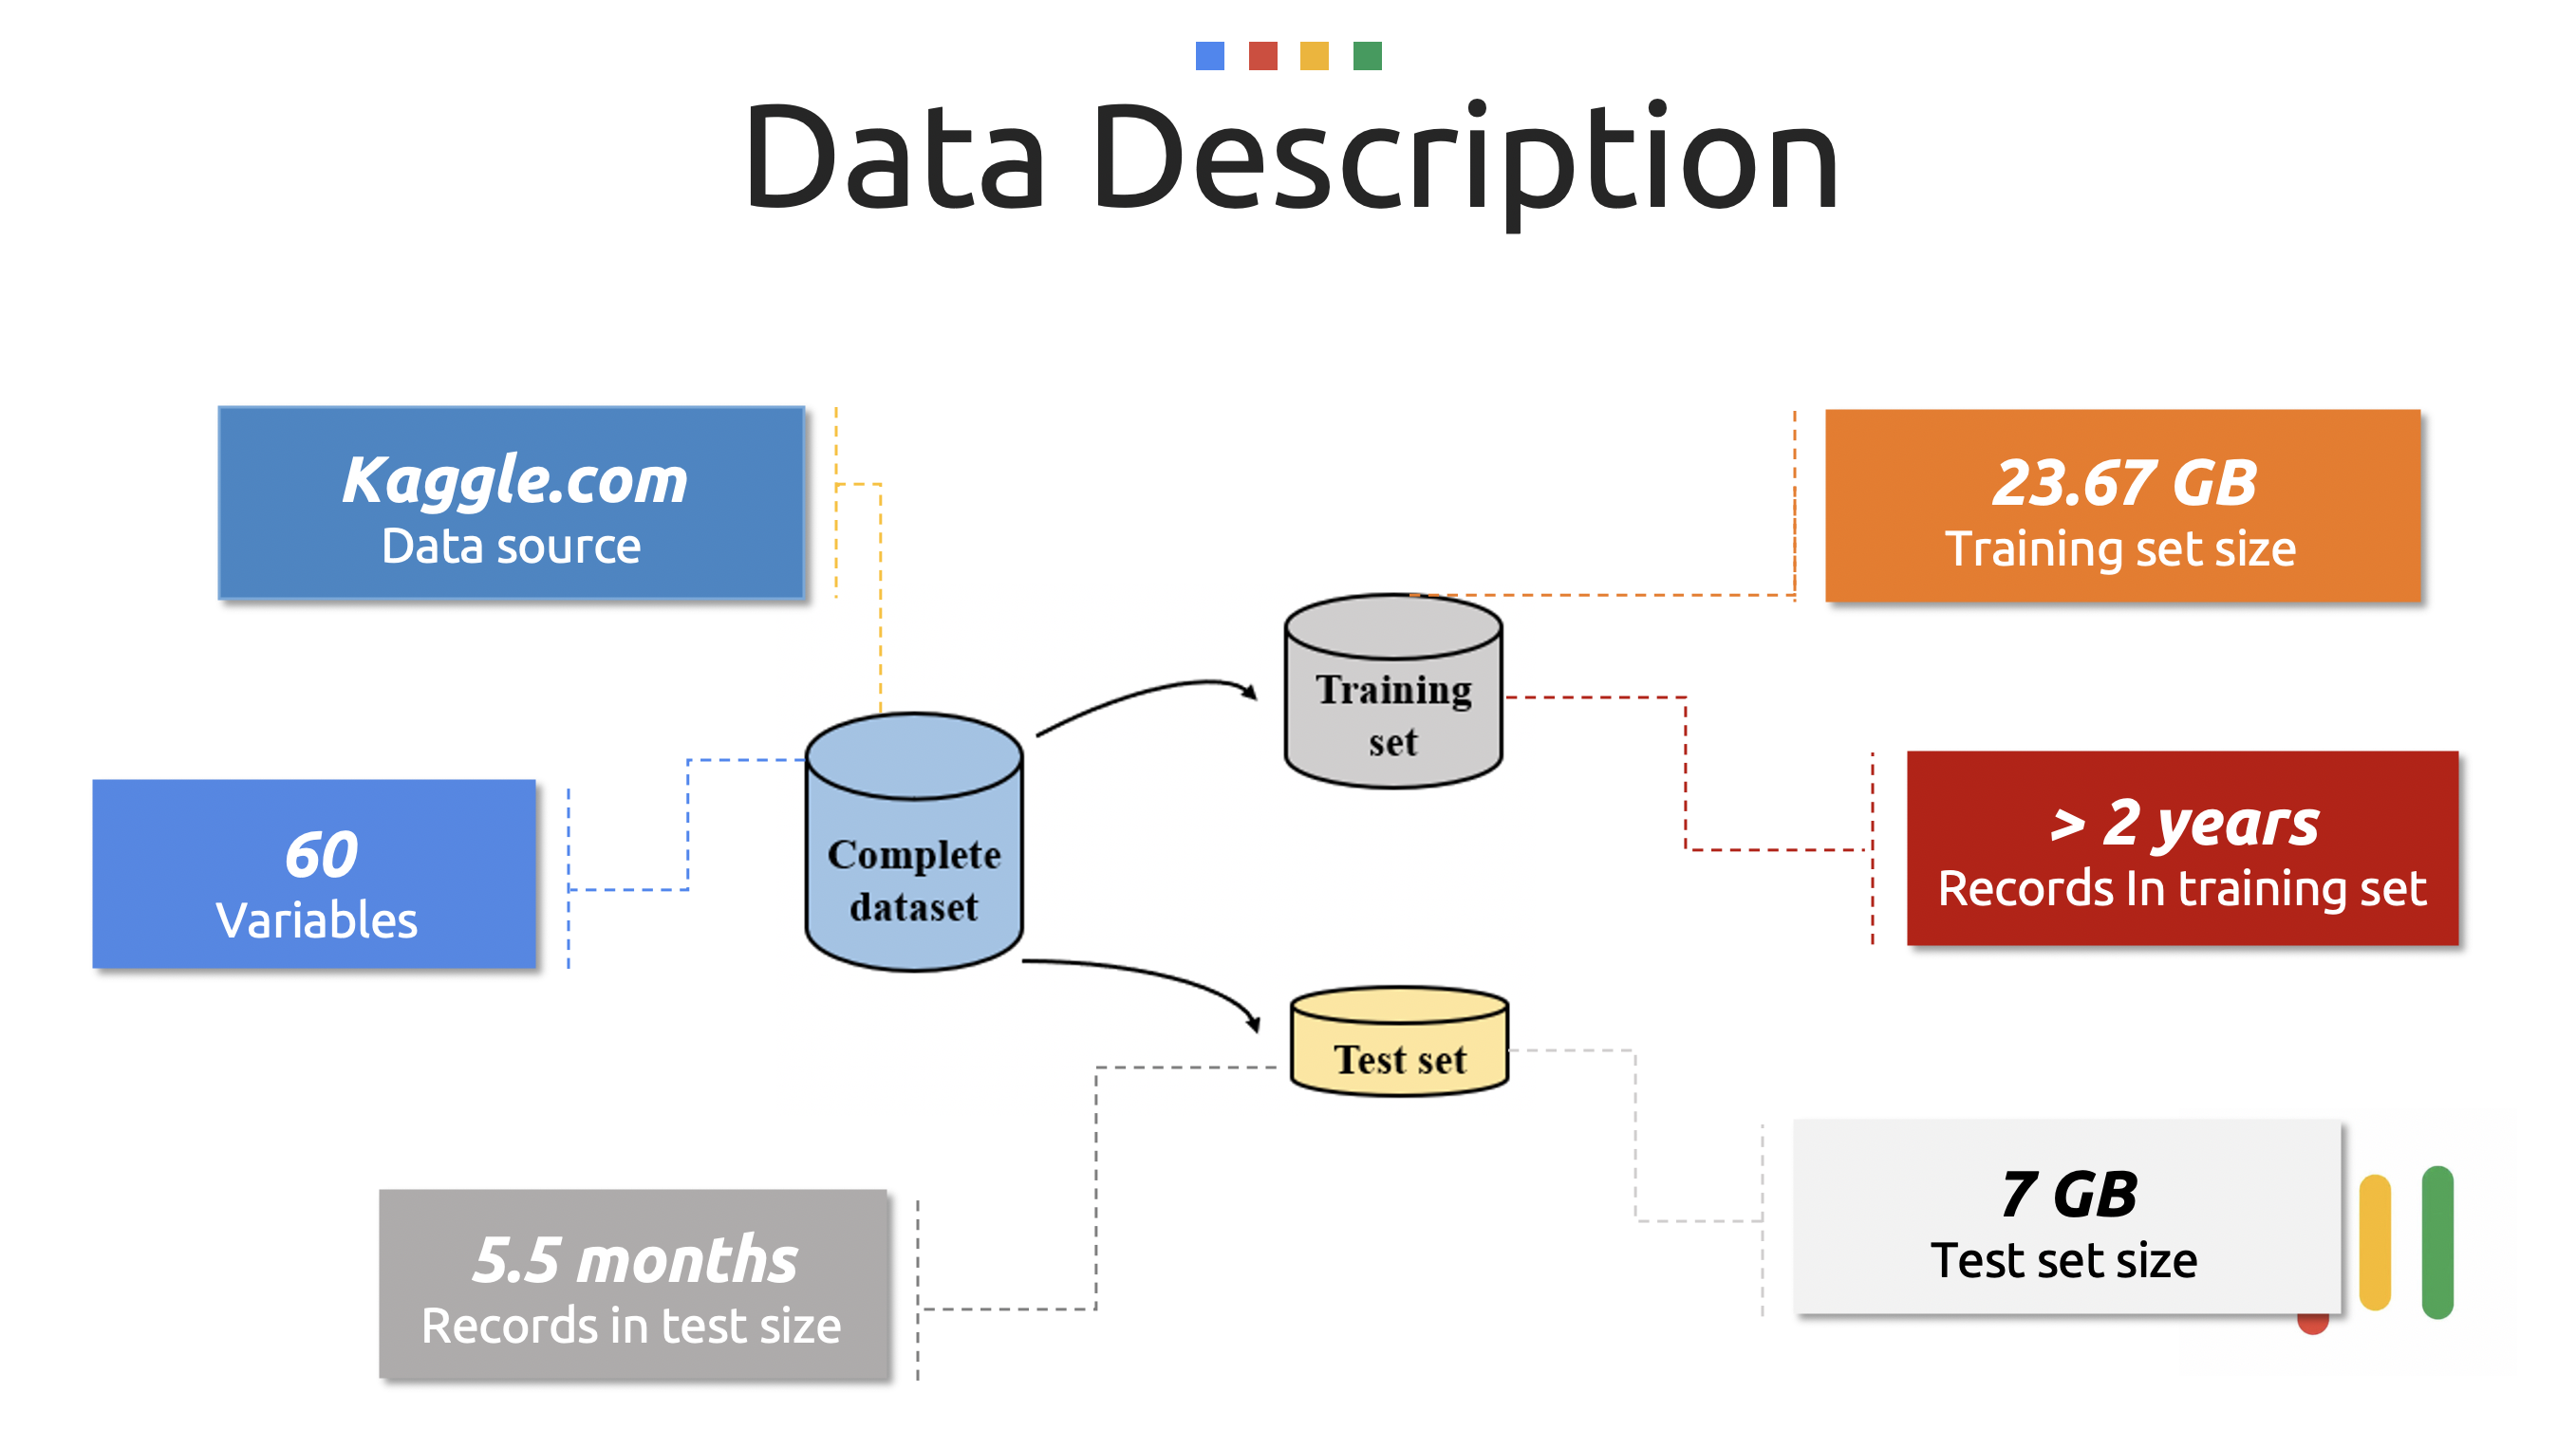 Data Description
Kaggle.com
Data source
23.67 GB
Training set size
Training
set
60
Variables
Complete
dataset
> 2 years
Records In training set
Test set
5.5 months
Records in test size
7 GB
Test set size